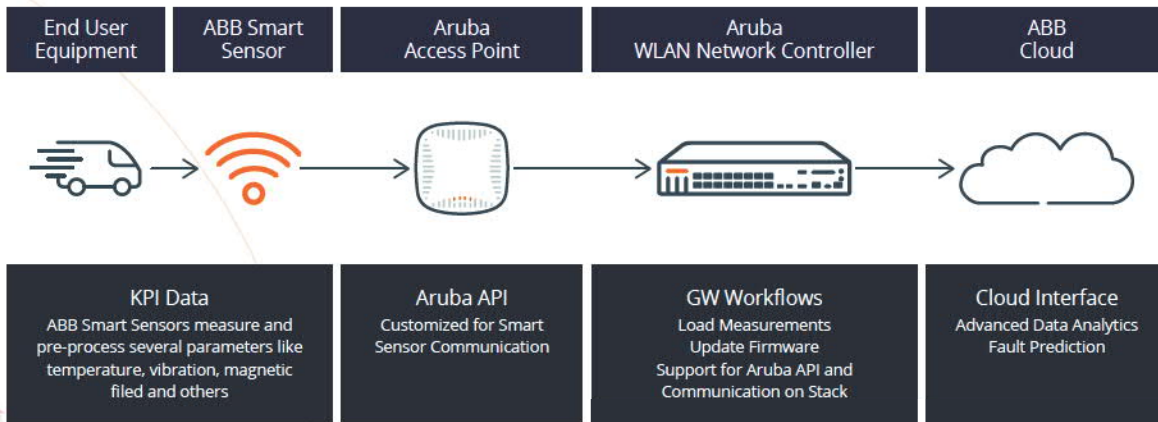 End User
Equipment
ABB Smart
Sensor
Aruba
Access Point
Aruba
WLAN Network Controller
ABB
Cloud
KPI Data
ABB Smart Sensors measure and
pre-process several parameters like
temperature, vibration, magnetic
filed and others
Aruba API
Customized for Smart
Sensor Communication
GW Workflows
Load Measurements
Update Firmware
Support for Aruba API and
Communication on Stack
Cloud Interface
Advanced Data Analytics
Fault Prediction